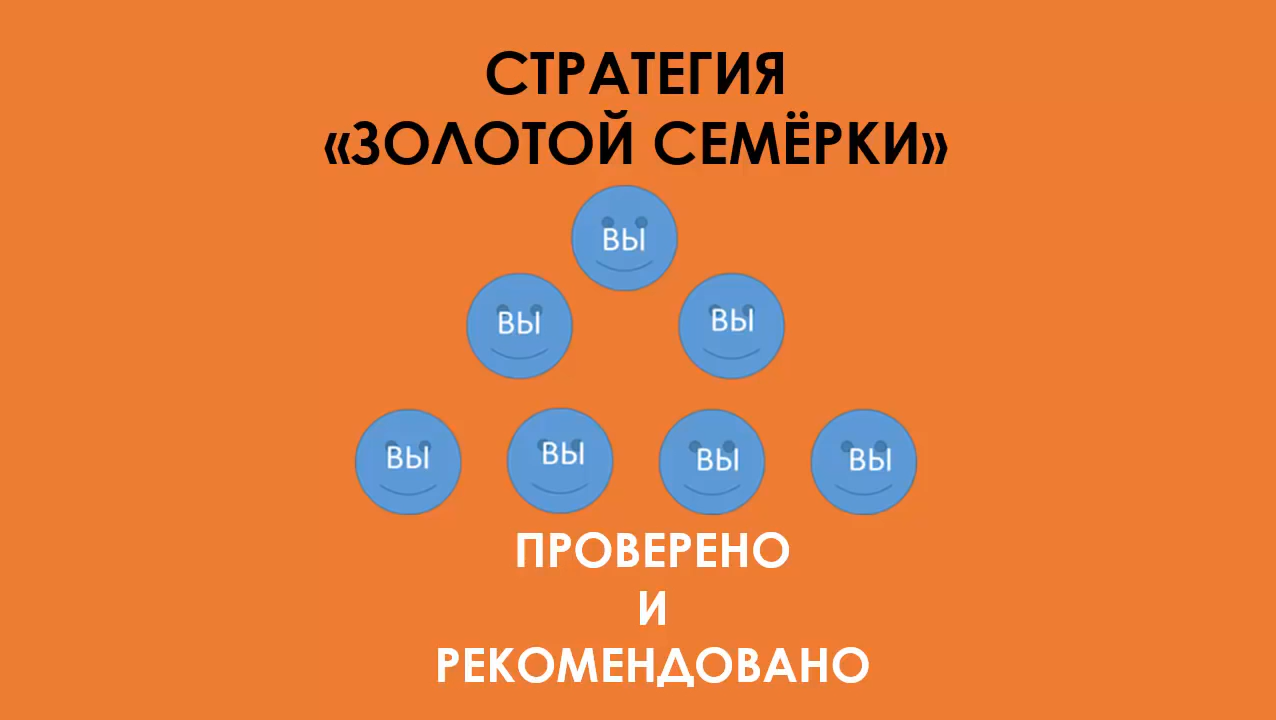 СТРАТЕГИЯ
«ЗОЛОТОЙ СЕМЁРКИ»
ВЫ
ВЫ ВЫ
ВЫ ВЫ ВЫ ВЫ
ПРОВЕРЕНО
И
РЕКОМЕНДОВАНО